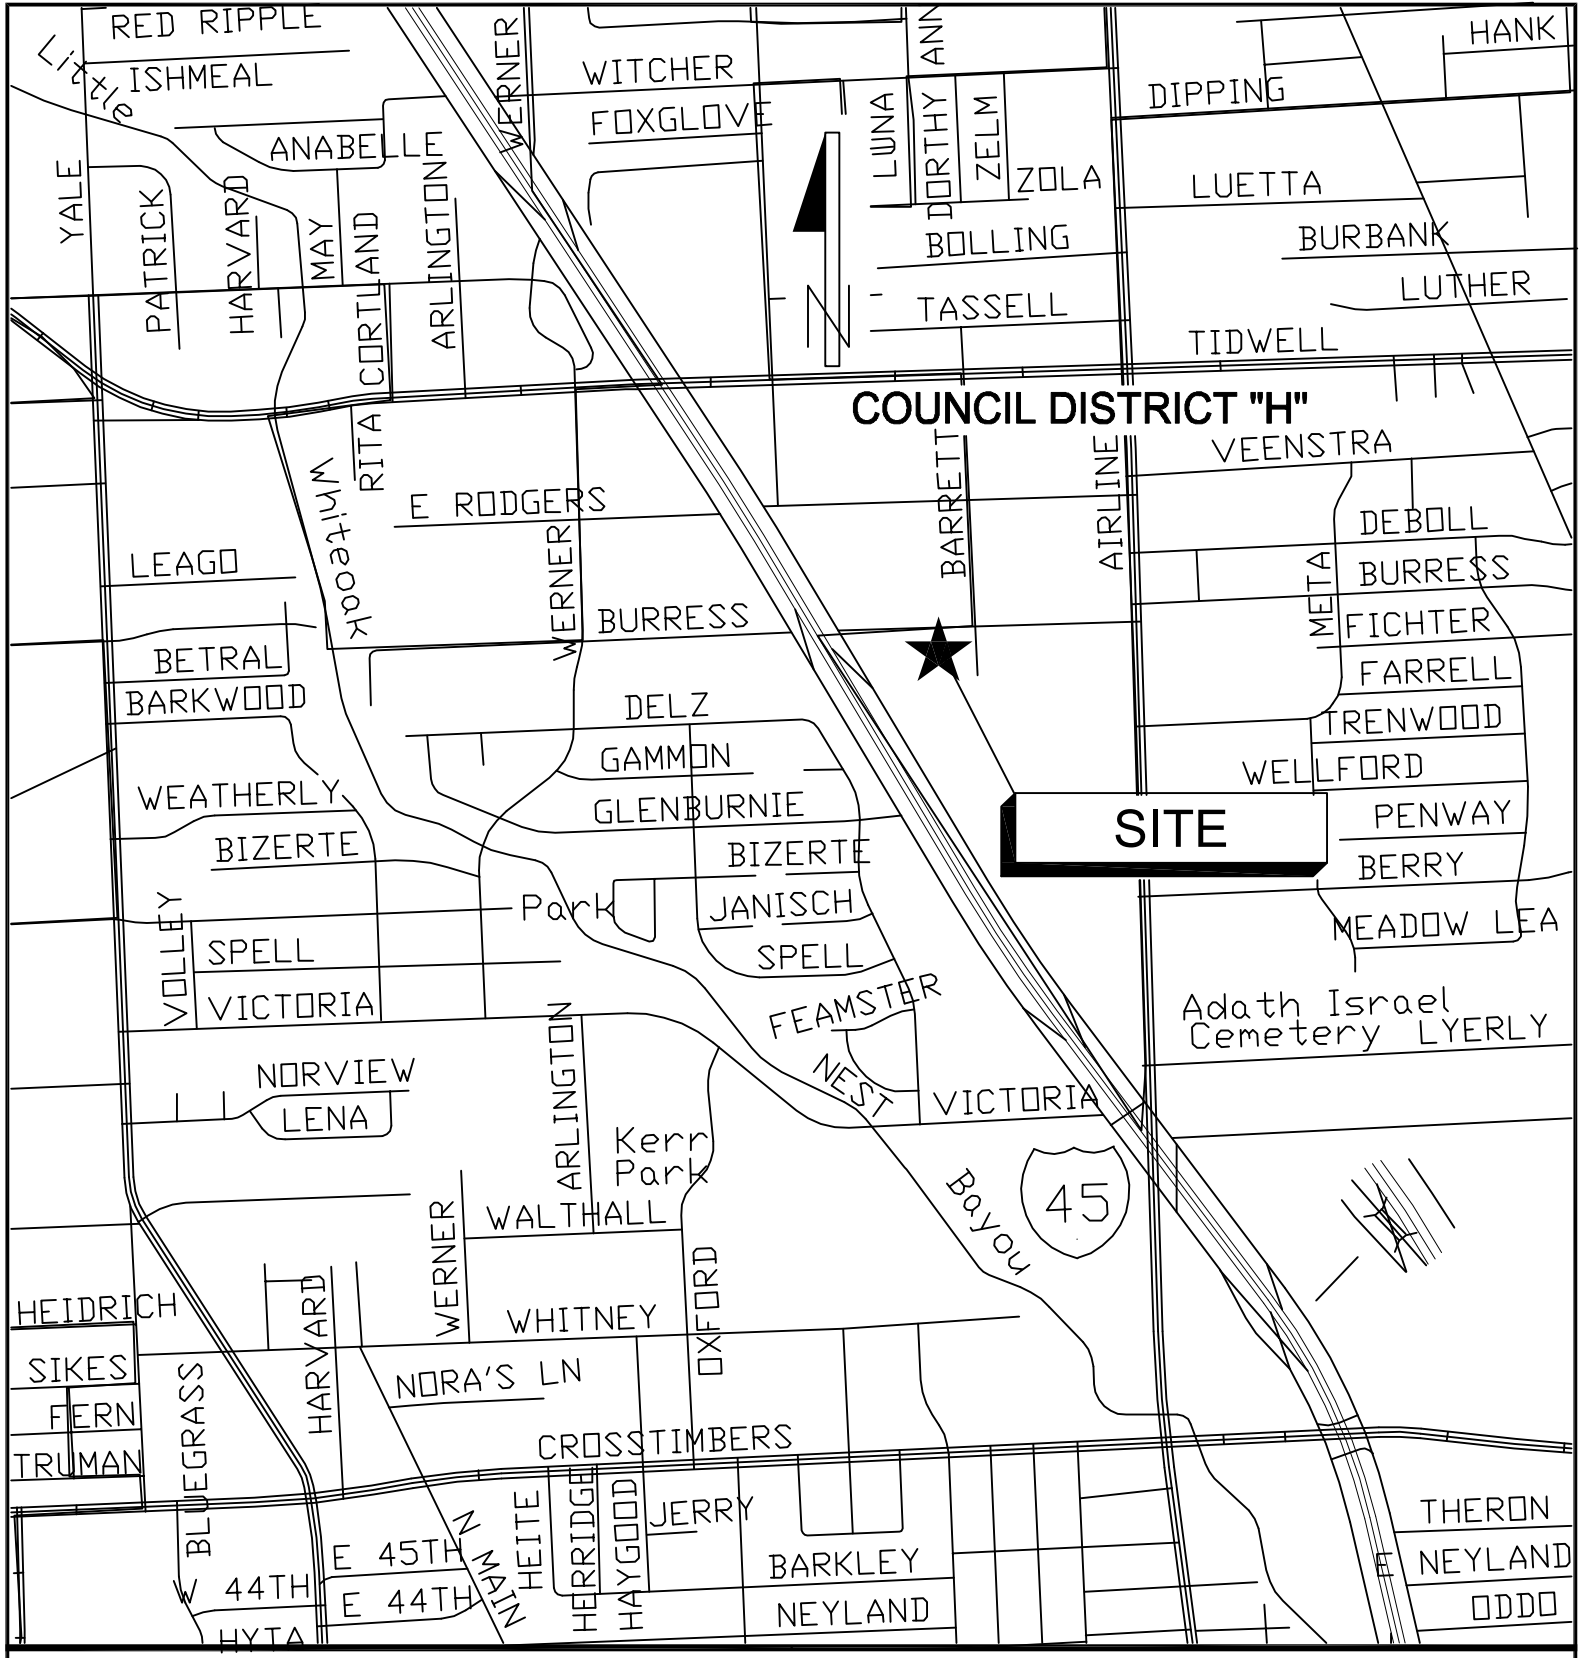 RED RIPPLE
Little
ISHMEAL
WERNER
WITCHER
ANN
HANK
DIPPING
FOXGLOVE
ANABELLE
YALE
PATRICK
HARVARD
MAY
CORTLAND
ARLINGTON
LUNA
DORTHY
ZELM
ZOLA
LUETTA
BOLLING
BURBANK
TASSELL
LUTHER
N
TIDWELL
COUNCIL DISTRICT "H"
RITA
Whiteoak
E RODGERS
WERNER
BARRETT
AIRLINE
VEENSTRA
DEBOLL
LEAGO
META
BURRESS
BURRESS
FICHTER
BETRAL
FARRELL
BARKWOOD
DELZ
TRENWOOD
GAMMON
WELLFORD
WEATHERLY
GLENBURNIE
SITE
PENWAY
BIZERTE
BIZERTE
BERRY
VOLLEY
Park
JANISCH
MEADOW LEA
SPELL
SPELL
VICTORIA
FEAMSTER
Adath Israel
Cemetery
LYERLY
ARLINGTON
NORVIEW
NEST
VICTORIA
LENA
Kerr
Park
Bayou
45
WERNER
WALTHALL
OXFORD
HEIDRICH
HARVARD
WHITNEY
SIKES
BLUEGRASS
NORA'S LN
FERN
CROSSTIMBERS
TRUMAN
HEITE
HERRIDGE
HAYGOOD
JERRY
THERON
N MAIN
E 45TH
BARKLEY
E
NEYLAND
W 44TH
E 44TH
NEYLAND
ODDO
HYTA